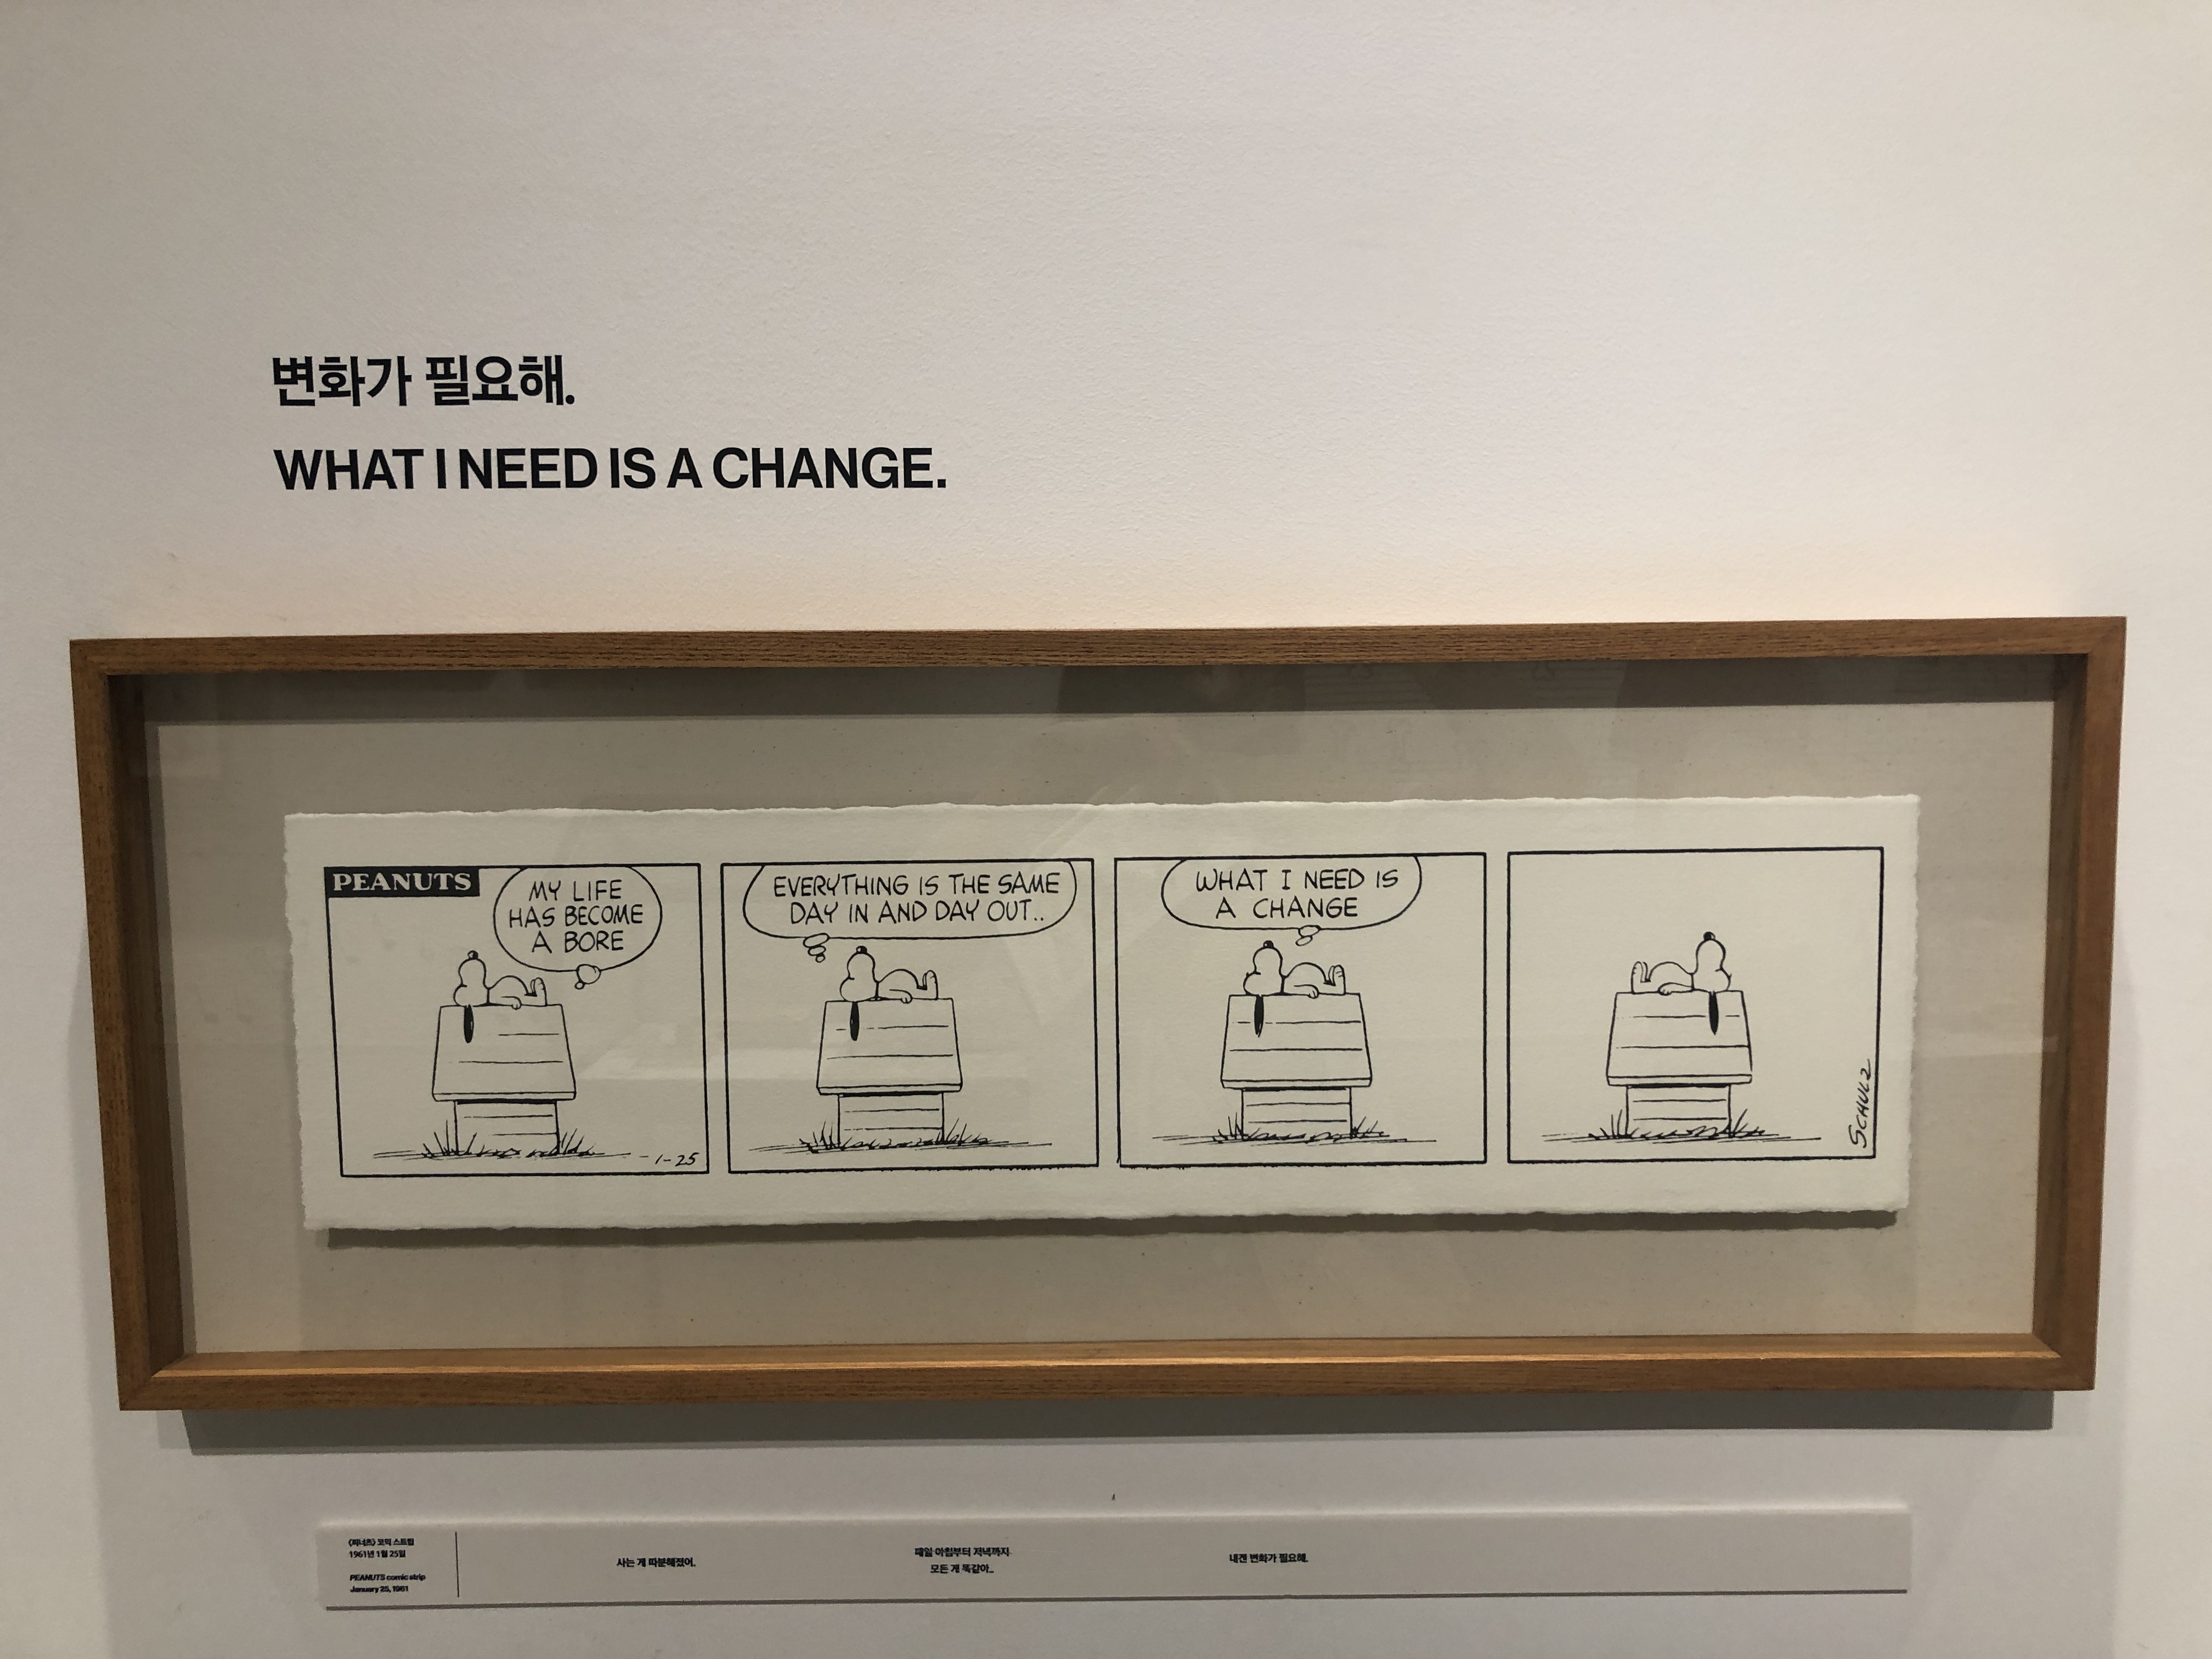 변화가 필요해.
WHAT I NEED IS A CHANGE.
PEANUTS
MY LIFE
HAS BECOME
A BORE
1-25
EVERYTHING IS THE SAME
DAY IN AND DAY OUT..
WHAT I NEED IS
A CHANGE
SCHULZ
《피너츠》 코믹 스트립
1961년 1월 25일
PEANUTS comic strip
January 25, 1961
사는 게 따분해졌어.
매일 아침부터 저녁까지
모든 게 똑같아..
내겐 변화가 필요해.